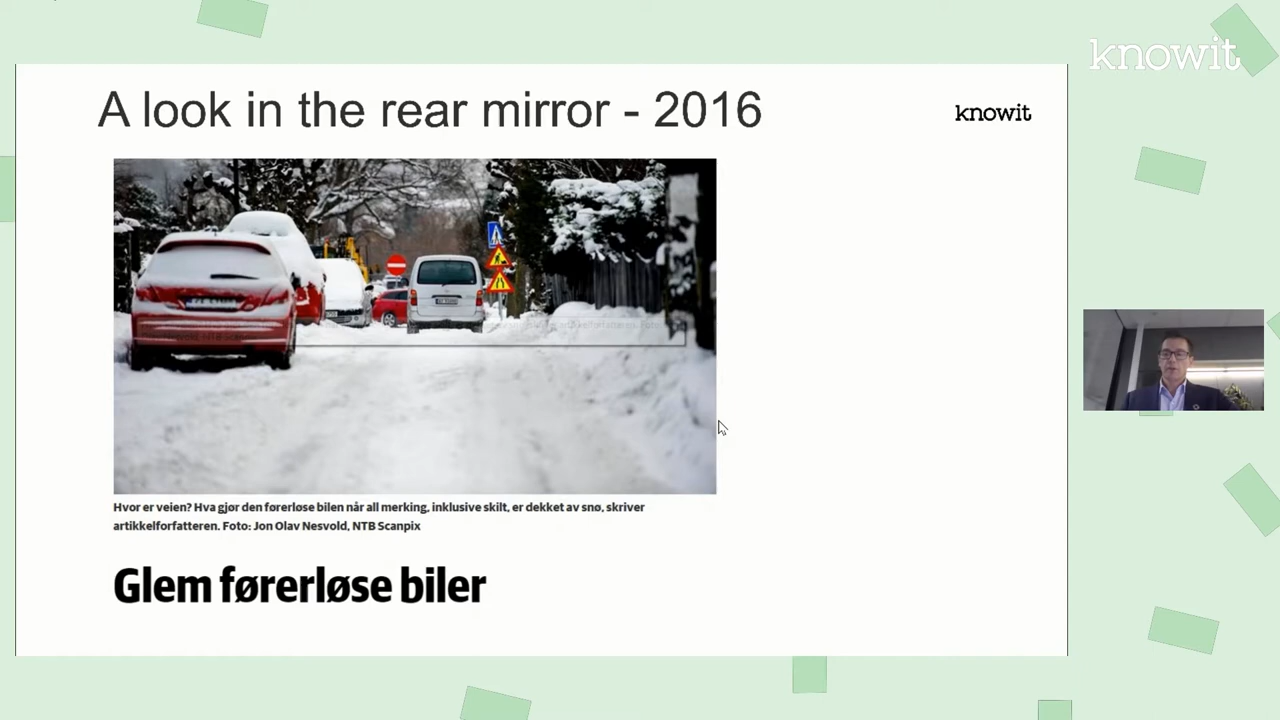 knowit
A look in the rear mirror - 2016
knowit
Hvor er veien? Hva gjør den førerløse bilen når all merking, inklusive skilt, er dekket av snø, skriver
artikkelforfatteren. Foto: Jon Olav Nesvold, NTB Scanpix
Glem førerløse biler